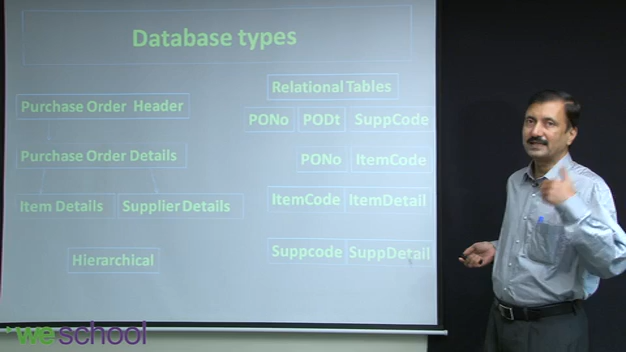 Database types
Purchase Order Header
Purchase Order Details
Item Details Supplier Details
Hierarchical
Relational Tables
PONo PODt SuppCode
PONo ItemCode
ItemCode ItemDetail
Suppcode SuppDetail
weschool